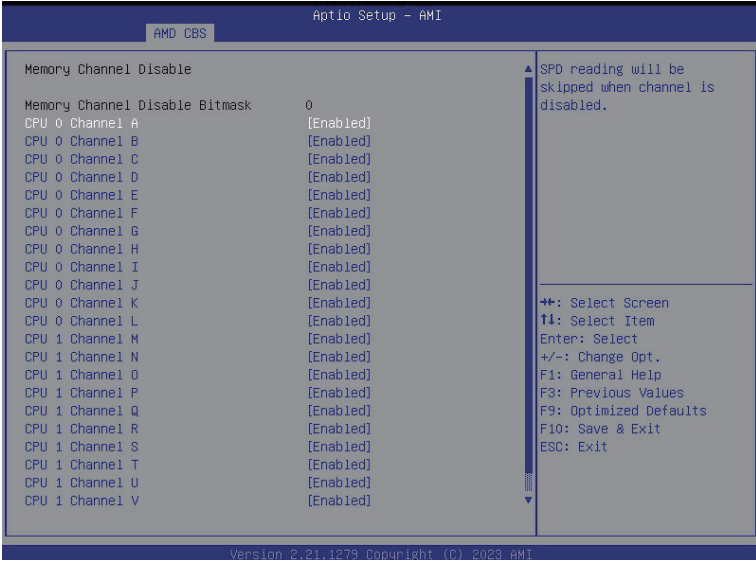 Aptio Setup – AMI
AMD CBS
Memory Channel Disable
Memory Channel Disable Bitmask 0
CPU 0 Channel A [Enabled]
CPU 0 Channel B [Enabled]
CPU 0 Channel C [Enabled]
CPU 0 Channel D [Enabled]
CPU 0 Channel E [Enabled]
CPU 0 Channel F [Enabled]
CPU 0 Channel G [Enabled]
CPU 0 Channel H [Enabled]
CPU 0 Channel I [Enabled]
CPU 0 Channel J [Enabled]
CPU 0 Channel K [Enabled]
CPU 0 Channel L [Enabled]
CPU 1 Channel M [Enabled]
CPU 1 Channel N [Enabled]
CPU 1 Channel O [Enabled]
CPU 1 Channel P [Enabled]
CPU 1 Channel Q [Enabled]
CPU 1 Channel R [Enabled]
CPU 1 Channel S [Enabled]
CPU 1 Channel T [Enabled]
CPU 1 Channel U [Enabled]
CPU 1 Channel V [Enabled]
SPD reading will be
skipped when channel is
disabled.
→←: Select Screen
↑↓: Select Item
Enter: Select
+/-: Change Opt.
F1: General Help
F3: Previous Values
F9: Optimized Defaults
F10: Save & Exit
ESC: Exit
Version 2.21.1279 Copyright (C) 2023 AMI